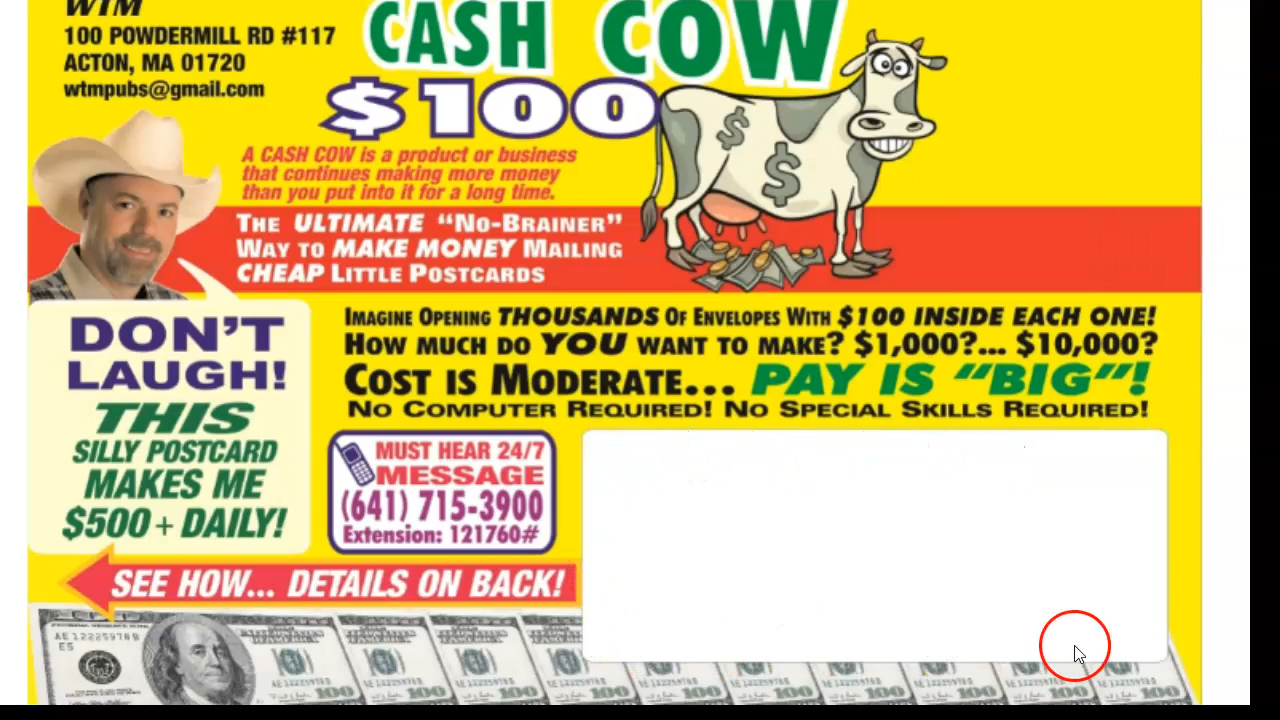 WTM
100 POWDERMILL RD #117
ACTON, MA 01720
wtmpubs@gmail.com
CASH COW
$100
$
$
A CASH COW is a product or business
that continues making more money
than you put into it for a long time.
THE ULTIMATE "NO-BRAINER"
WAY TO MAKE MONEY MAILING
CHEAP LITTLE POSTCARDS
DON'T
LAUGH!
THIS
SILLY POSTCARD
MAKES ME
$500 + DAILY!
IMAGINE OPENING THOUSANDS OF ENVELOPES WITH $100 INSIDE EACH ONE!
HOW MUCH DO YOU WANT TO MAKE? $1,000?... $10,000?
COST IS MODERATE... PAY IS "BIG"!
NO COMPUTER REQUIRED! NO SPECIAL SKILLS REQUIRED!
MUST HEAR 24/7
MESSAGE
(641) 715-3900
Extension: 121760#
SEE HOW... DETAILS ON BACK!